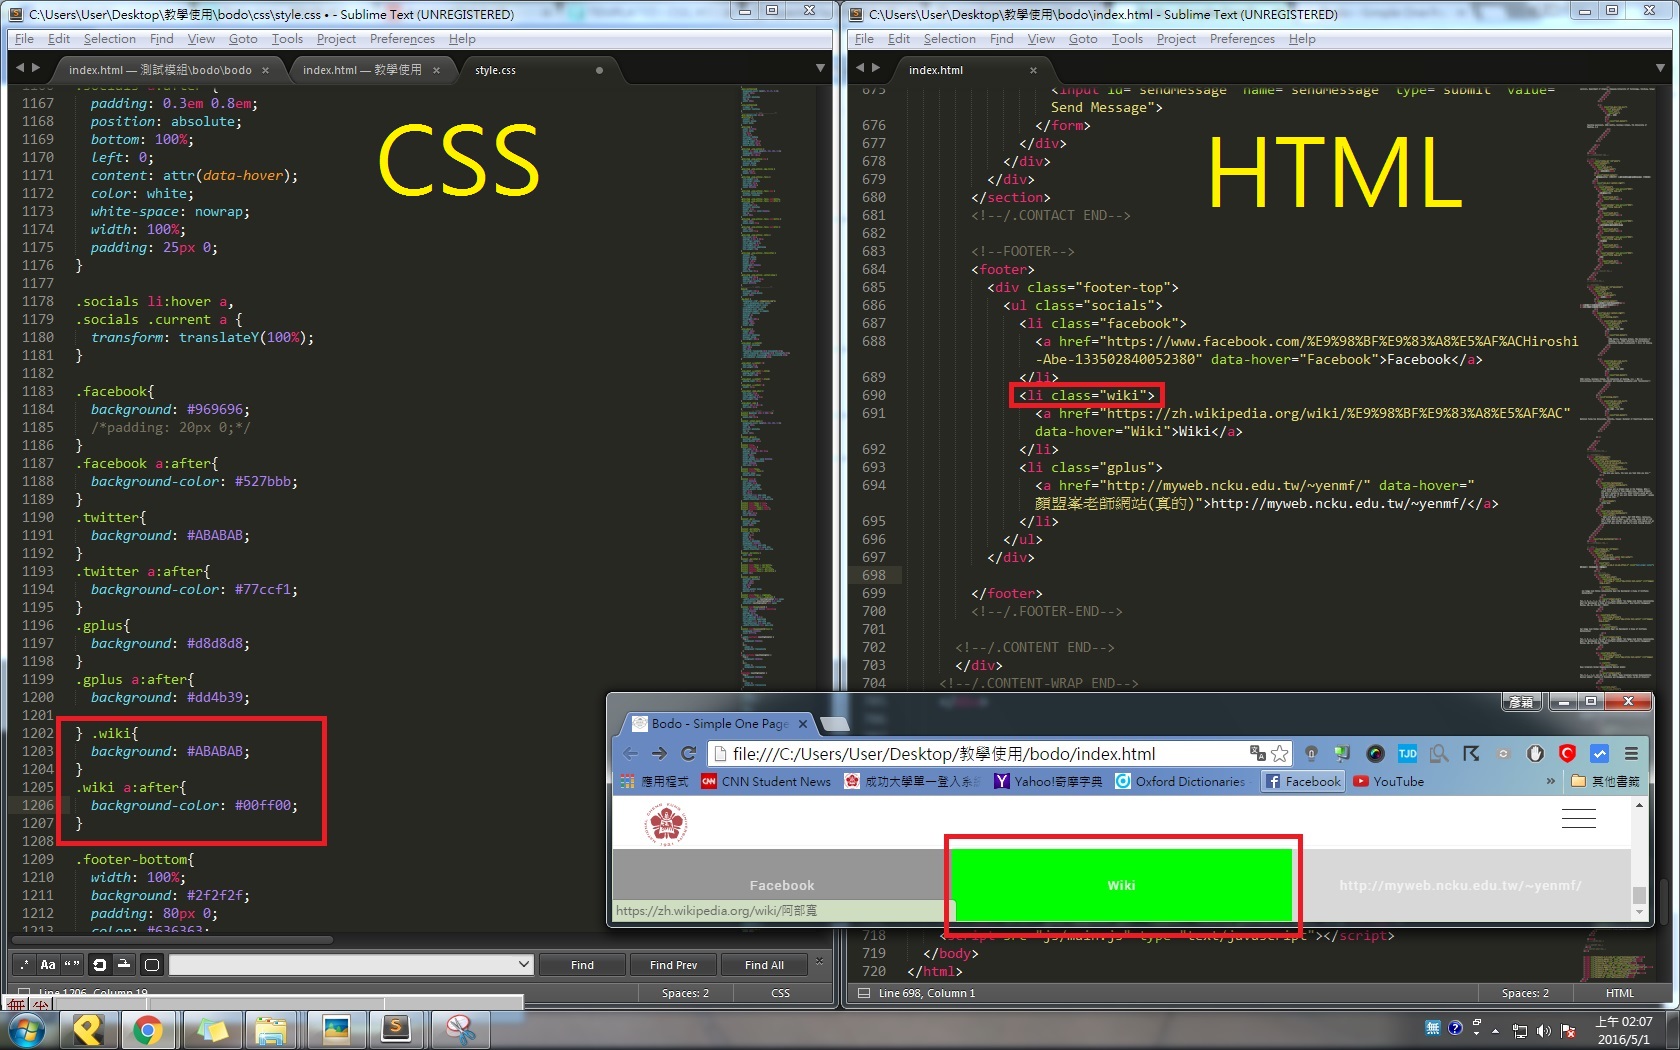 C:\Users\User\Desktop\教學使用\bodo\css\style.css • - Sublime Text (UNREGISTERED)
File Edit Selection Find View Goto Tools Project Preferences Help
index.html — 測試模組\bodo\bodo × index.html — 教學使用 × style.css
CSS
1166 .socials a:after {
1167 padding: 0.3em 0.8em;
1168 position: absolute;
1169 bottom: 100%;
1170 left: 0;
1171 content: attr(data-hover);
1172 color: white;
1173 white-space: nowrap;
1174 width: 100%;
1175 padding: 25px 0;
1176 }
1177
1178 .socials li:hover a,
1179 .socials .current a {
1180 transform: translateY(100%);
1181 }
1182
1183 .facebook{
1184 background: #969696;
1185 /*padding: 20px 0;*/
1186 }
1187 .facebook a:after{
1188 background-color: #527bbb;
1189 }
1190 .twitter{
1191 background: #ABABAB;
1192 }
1193 .twitter a:after{
1194 background-color: #77ccf1;
1195 }
1196 .gplus{
1197 background: #d8d8d8;
1198 }
1199 .gplus a:after{
1200 background: #dd4b39;
1201
1202 } .wiki{
1203 background: #ABABAB;
1204 }
1205 .wiki a:after{
1206 background-color: #00ff00;
1207 }
1208
1209 .footer-bottom{
1210 width: 100%;
1211 background: #2f2f2f;
1212 padding: 80px 0;
1213 color: #636363;
.* Aa “ ” Find Find Prev Find All ×
Line 1206, Column 19 Spaces: 2 CSS
C:\Users\User\Desktop\教學使用\bodo\index.html - Sublime Text (UNREGISTERED)
File Edit Selection Find View Goto Tools Project Preferences Help
index.html ×
HTML
675 <input id="sendMessage" name="sendMessage" type="submit" value="
Send Message">
676 </form>
677 </div>
678 </div>
679 </div>
680 </section>
681 <!--/.CONTACT END-->
682
683 <!--FOOTER-->
684 <footer>
685 <div class="footer-top">
686 <ul class="socials">
687 <li class="facebook">
688 <a href="https://www.facebook.com/%E9%98%BF%E9%83%A8%E5%AF%ACHiroshi
-Abe-133502840052380" data-hover="Facebook">Facebook</a>
689 </li>
690 <li class="wiki">
691 <a href="https://zh.wikipedia.org/wiki/%E9%98%BF%E9%83%A8%E5%AF%AC"
data-hover="Wiki">Wiki</a>
692 </li>
693 <li class="gplus">
694 <a href="http://myweb.ncku.edu.tw/~yenmf/" data-hover="
顏盟峯老師網站(真的)">http://myweb.ncku.edu.tw/~yenmf/</a>
695 </li>
696 </ul>
697 </div>
698
699 </footer>
700 <!--/.FOOTER-END-->
701
702 <!--/.CONTENT END-->
703 </div>
704 <!--/.CONTENT-WRAP END-->
彥穎
Bodo - Simple One Page ×
file:///C:/Users/User/Desktop/教學使用/bodo/index.html
TJD
應用程式 CNN Student News 成功大學單一登入系 Yahoo!奇摩字典 Oxford Dictionaries Facebook YouTube » 其他書籤
Facebook Wiki http://myweb.ncku.edu.tw/~yenmf/
https://zh.wikipedia.org/wiki/阿部寬
718 <script src="js/main.js" type="text/javascript"></script>
719 </body>
720 </html>
Line 698, Column 1 Spaces: 2 HTML
無
上午 02:07
2016/5/1